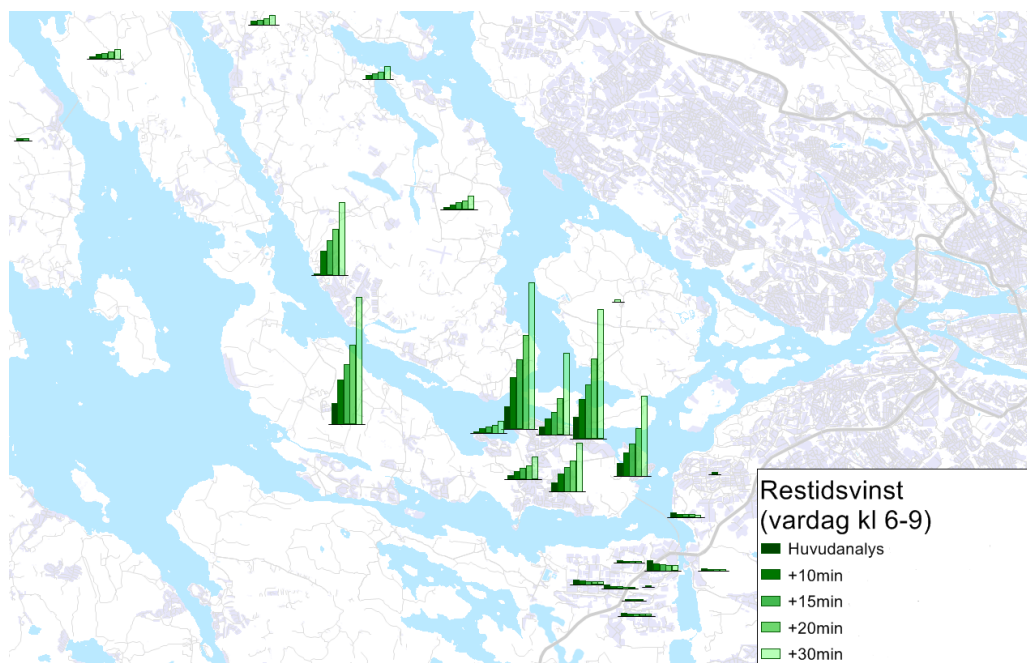 Restidsvinst
(vardag kl 6-9)
Huvudanalys
+10min
+15min
+20min
+30min